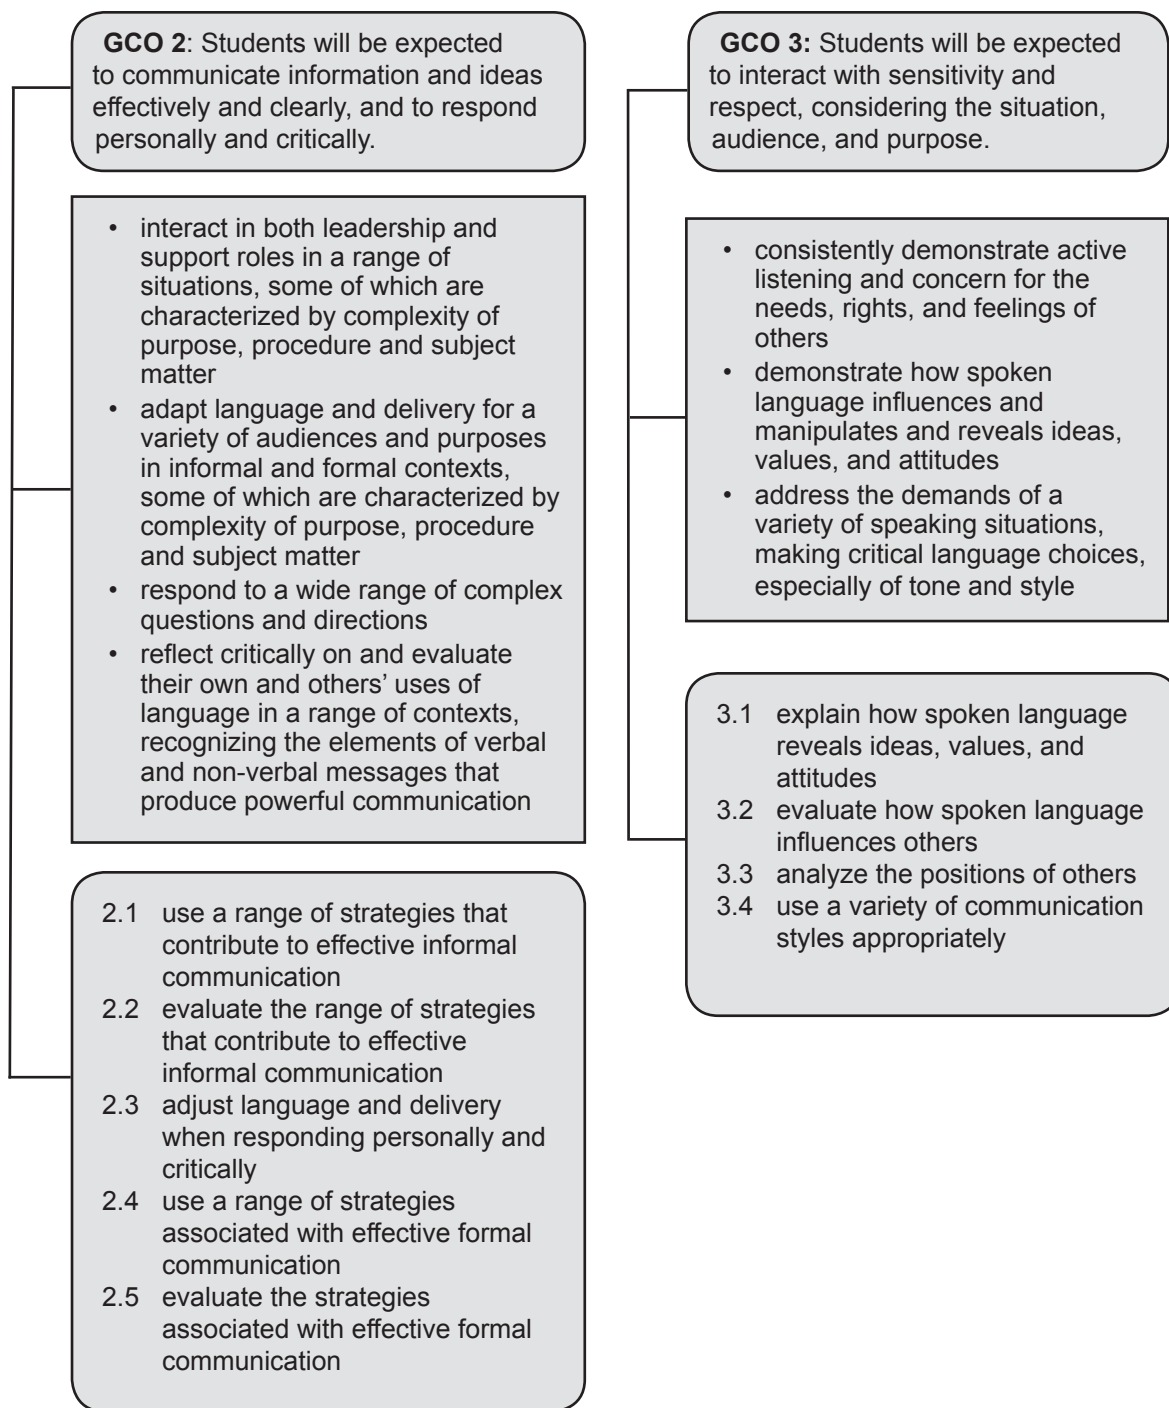 GCO 2: Students will be expected
to communicate information and ideas
effectively and clearly, and to respond
personally and critically.
• interact in both leadership and
support roles in a range of
situations, some of which are
characterized by complexity of
purpose, procedure and subject
matter
• adapt language and delivery for a
variety of audiences and purposes
in informal and formal contexts,
some of which are characterized by
complexity of purpose, procedure
and subject matter
• respond to a wide range of complex
questions and directions
• reflect critically on and evaluate
their own and others’ uses of
language in a range of contexts,
recognizing the elements of verbal
and non-verbal messages that
produce powerful communication
2.1 use a range of strategies that
contribute to effective informal
communication
2.2 evaluate the range of strategies
that contribute to effective
informal communication
2.3 adjust language and delivery
when responding personally and
critically
2.4 use a range of strategies
associated with effective formal
communication
2.5 evaluate the strategies
associated with effective formal
communication
GCO 3: Students will be expected
to interact with sensitivity and
respect, considering the situation,
audience, and purpose.
• consistently demonstrate active
listening and concern for the
needs, rights, and feelings of
others
• demonstrate how spoken
language influences and
manipulates and reveals ideas,
values, and attitudes
• address the demands of a
variety of speaking situations,
making critical language choices,
especially of tone and style
3.1 explain how spoken language
reveals ideas, values, and
attitudes
3.2 evaluate how spoken language
influences others
3.3 analyze the positions of others
3.4 use a variety of communication
styles appropriately